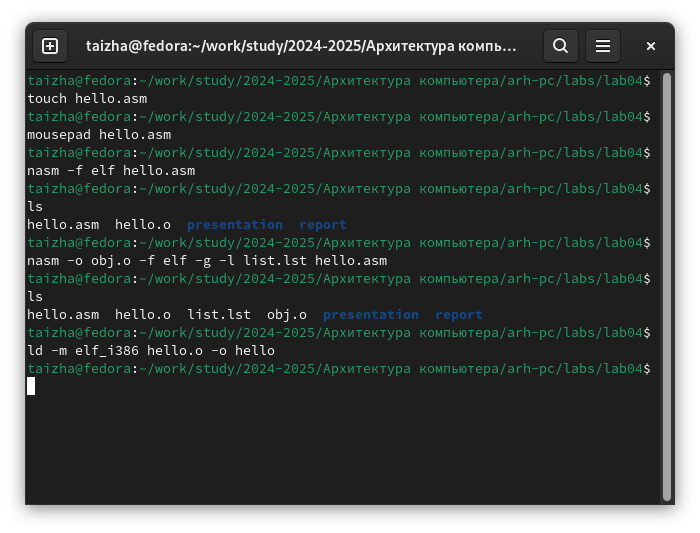 taizha@fedora:~/work/study/2024-2025/Архитектура компь...
taizha@fedora:~/work/study/2024-2025/Архитектура компьютера/arh-pc/labs/lab04$
touch hello.asm
taizha@fedora:~/work/study/2024-2025/Архитектура компьютера/arh-pc/labs/lab04$
mousepad hello.asm
taizha@fedora:~/work/study/2024-2025/Архитектура компьютера/arh-pc/labs/lab04$
nasm -f elf hello.asm
taizha@fedora:~/work/study/2024-2025/Архитектура компьютера/arh-pc/labs/lab04$
ls
hello.asm  hello.o  presentation  report
taizha@fedora:~/work/study/2024-2025/Архитектура компьютера/arh-pc/labs/lab04$
nasm -o obj.o -f elf -g -l list.lst hello.asm
taizha@fedora:~/work/study/2024-2025/Архитектура компьютера/arh-pc/labs/lab04$
ls
hello.asm  hello.o  list.lst  obj.o  presentation  report
taizha@fedora:~/work/study/2024-2025/Архитектура компьютера/arh-pc/labs/lab04$
ld -m elf_i386 hello.o -o hello
taizha@fedora:~/work/study/2024-2025/Архитектура компьютера/arh-pc/labs/lab04$